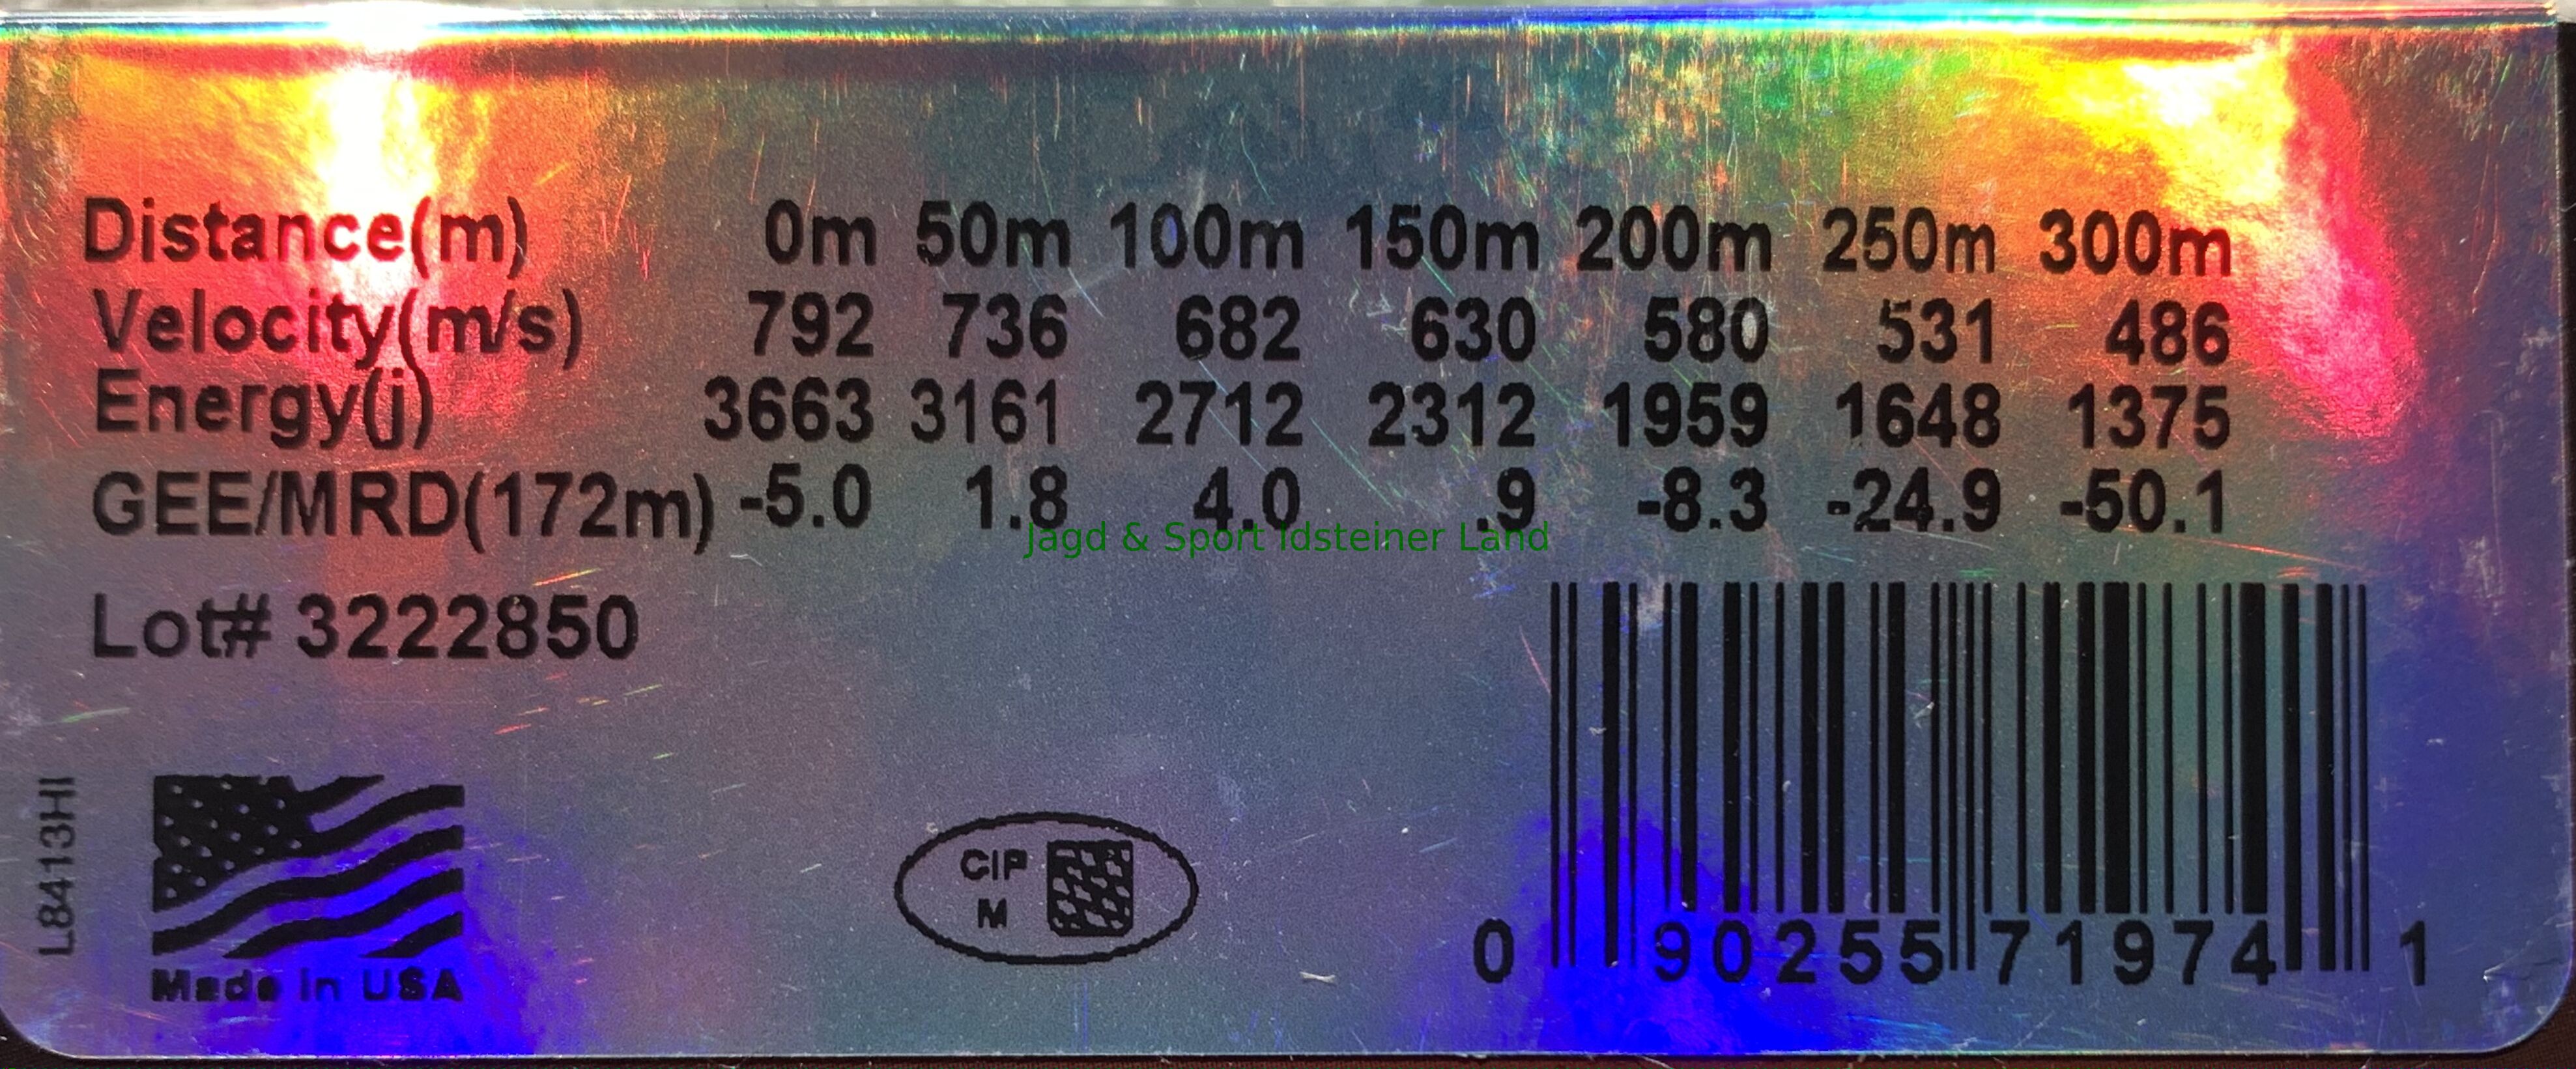 Distance(m) 0m 50m 100m 150m 200m 250m 300m
Velocity(m/s) 792 736 682 630 580 531 486
Energy(j) 3663 3161 2712 2312 1959 1648 1375
GEE/MRD(172m) -5.0 1.8 4.0 .9 -8.3 -24.9 -50.1
Jagd & Sport Idsteiner Land
Lot# 3222850
L8413HI
Made in USA
CIP
M
0 90255 71974 1